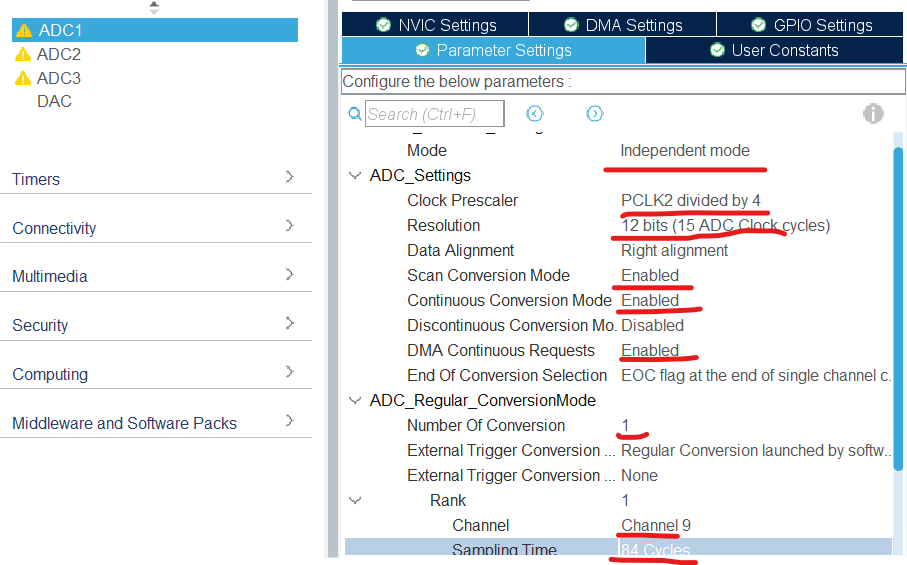 ADC1
ADC2
ADC3
DAC
Timers
Connectivity
Multimedia
Security
Computing
Middleware and Software Packs
NVIC Settings
DMA Settings
GPIO Settings
Parameter Settings
User Constants
Configure the below parameters :
Search (Ctrl+F)
Mode Independent mode
ADC_Settings
Clock Prescaler PCLK2 divided by 4
Resolution 12 bits (15 ADC Clock cycles)
Data Alignment Right alignment
Scan Conversion Mode Enabled
Continuous Conversion Mode Enabled
Discontinuous Conversion Mo. Disabled
DMA Continuous Requests Enabled
End Of Conversion Selection EOC flag at the end of single channel c...
ADC_Regular_ConversionMode
Number Of Conversion 1
External Trigger Conversion ... Regular Conversion launched by softw...
External Trigger Conversion ... None
Rank 1
Channel Channel 9
Sampling Time 84 Cycles